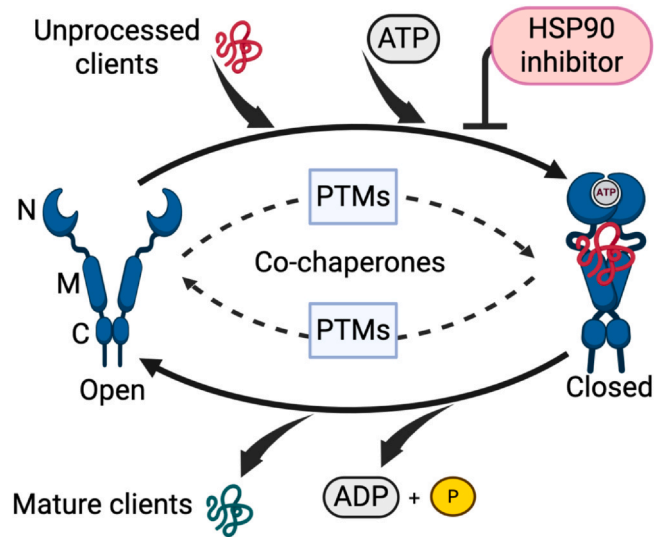 Unprocessed
clients
ATP
HSP90
inhibitor
N
M
C
Open
PTMs
Co-chaperones
PTMs
ATP
Closed
Mature clients
ADP + P